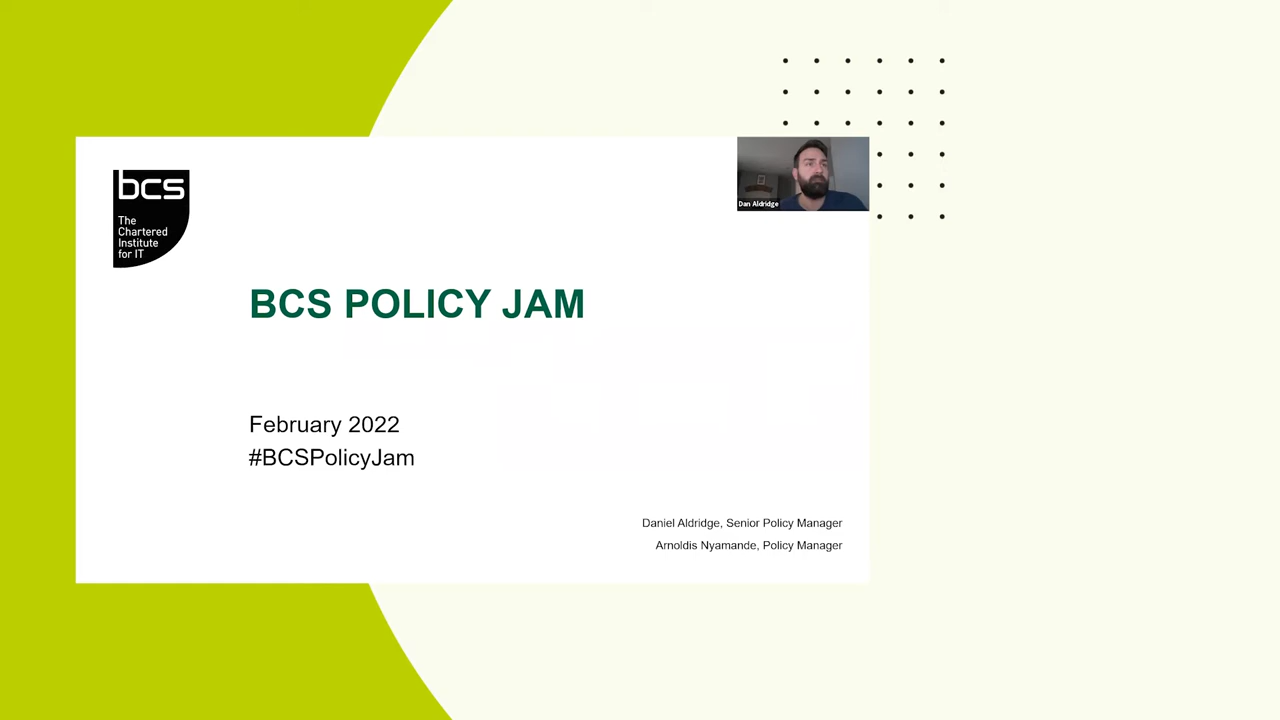 bcs
The
Chartered
Institute
for IT
Dan Aldridge
BCS POLICY JAM
February 2022
#BCSPolicyJam
Daniel Aldridge, Senior Policy Manager
Arnoldis Nyamande, Policy Manager